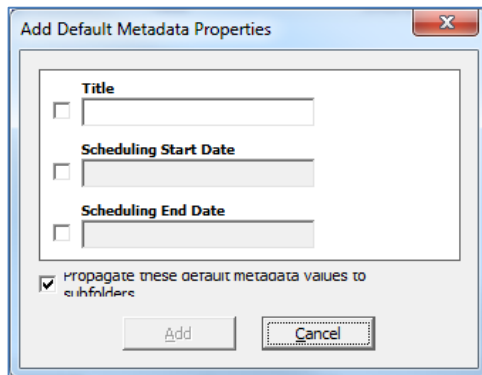 Add Default Metadata Properties
Title
Scheduling Start Date
Scheduling End Date
Propagate these default metadata values to
subfolders
Add
Cancel